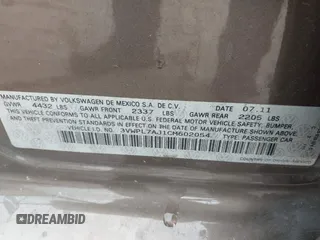 MANUFACTURED BY VOLKSWAGEN DE MEXICO S.A. DE C.V. DATE 07.11
GVWR 4432 LBS GAWR FRONT 2337 LBS GAWR REAR 2205 LBS
THIS VEHICLE CONFORMS TO ALL APPLICABLE
U.S. FEDERAL MOTOR VEHICLE SAFETY, BUMPER,
AND THEFT PREVENTION STANDARDS IN EFFECT ON THE DATE OF MANUFACTURE SHOWN ABOVE.
3VWPL7AJ1CM602054 TYPE: PASSENGER CAR
DREAMBID
DREAMBID